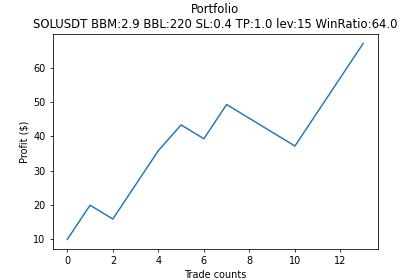 Portfolio
SOLUSDT BBM:2.9 BBL:220 SL:0.4 TP:1.0 lev:15 WinRatio:64.0
60
50
40
30
20
10
Profit ($)
0 2 4 6 8 10 12
Trade counts